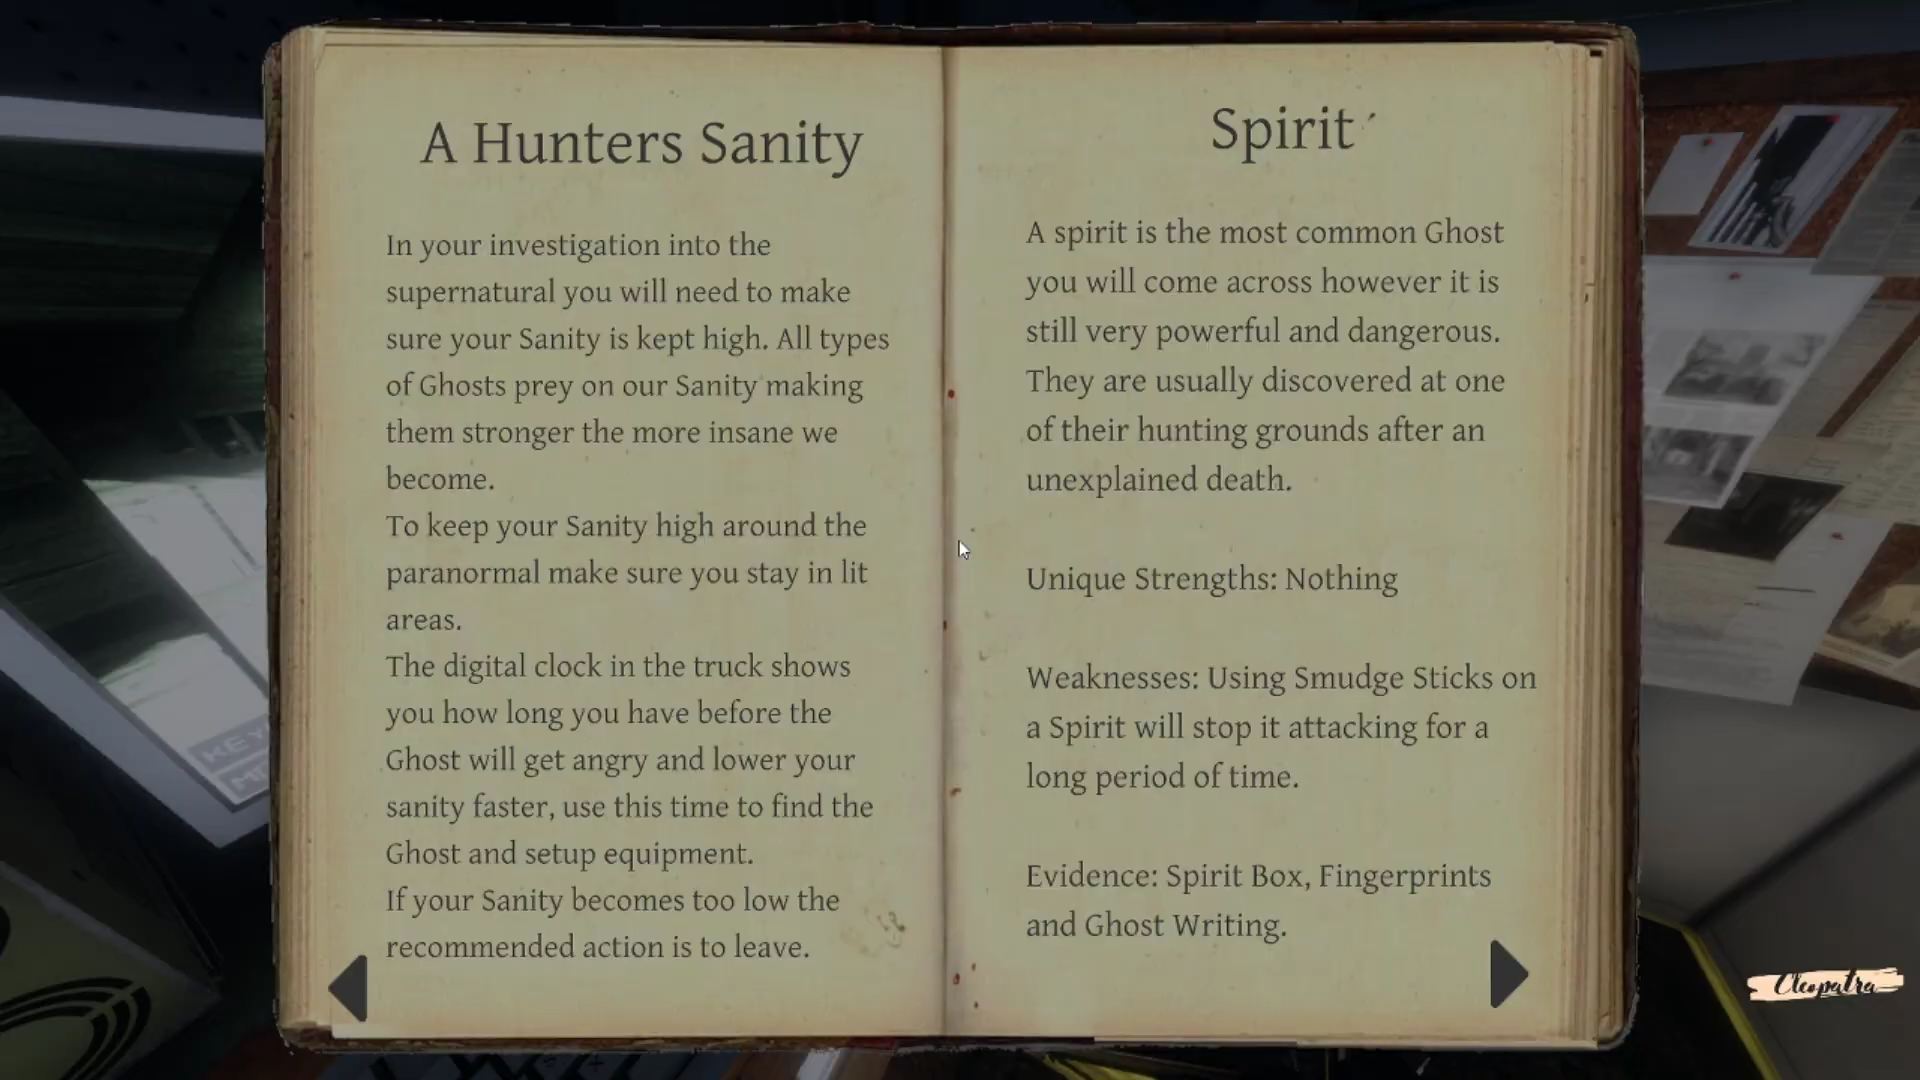 A Hunters Sanity
In your investigation into the
supernatural you will need to make
sure your Sanity is kept high. All types
of Ghosts prey on our Sanity making
them stronger the more insane we
become.
To keep your Sanity high around the
paranormal make sure you stay in lit
areas.
The digital clock in the truck shows
you how long you have before the
Ghost will get angry and lower your
sanity faster, use this time to find the
Ghost and setup equipment.
If your Sanity becomes too low the
recommended action is to leave.
Spirit
A spirit is the most common Ghost
you will come across however it is
still very powerful and dangerous.
They are usually discovered at one
of their hunting grounds after an
unexplained death.
Unique Strengths: Nothing
Weaknesses: Using Smudge Sticks on
a Spirit will stop it attacking for a
long period of time.
Evidence: Spirit Box, Fingerprints
and Ghost Writing.
Cleopatra